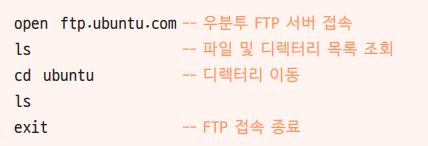 open ftp.ubuntu.com -- 우분투 FTP 서버 접속
ls -- 파일 및 디렉터리 목록 조회
cd ubuntu -- 디렉터리 이동
ls
exit -- FTP 접속 종료